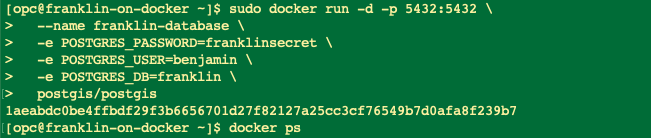 [opc@franklin-on-docker ~]$ sudo docker run -d -p 5432:5432 \
>   --name franklin-database \
>   -e POSTGRES_PASSWORD=franklinsecret \
>   -e POSTGRES_USER=benjamin \
>   -e POSTGRES_DB=franklin \
>   postgis/postgis
1aeabdc0be4ffbdf29f3b6656701d27f82127a25cc3cf76549b7d0afa8f239b7
[opc@franklin-on-docker ~]$ docker ps